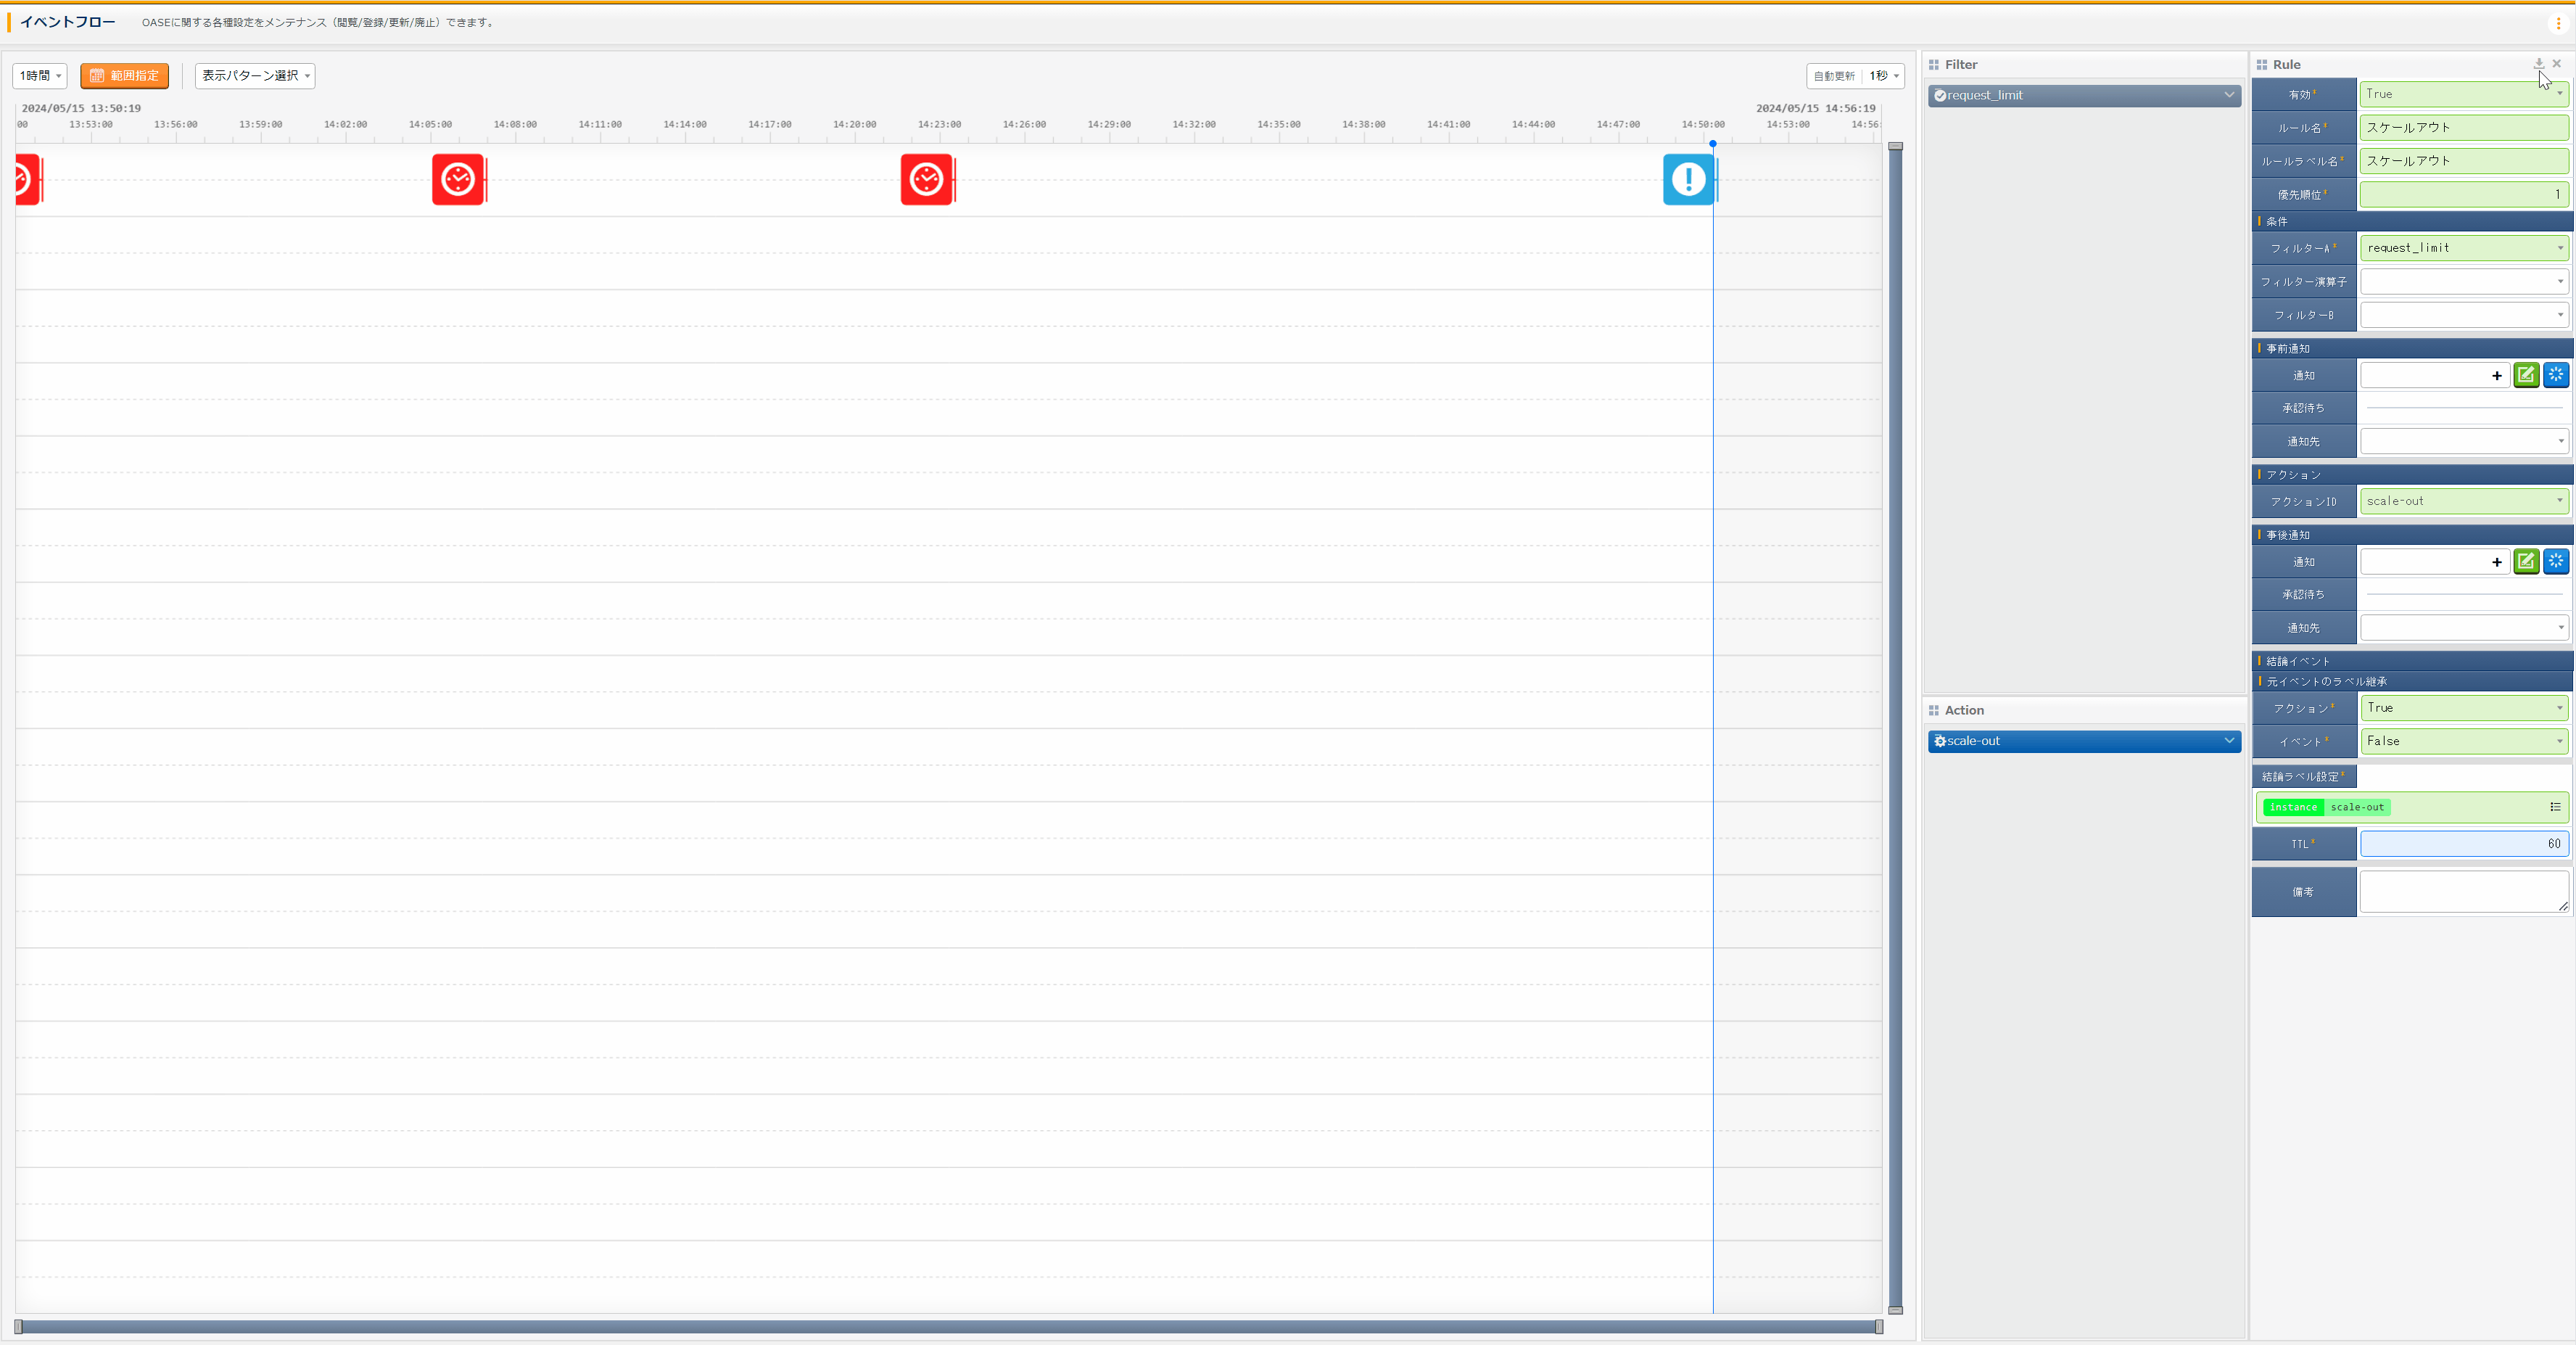 イベントフロー OASEに関する各種設定をメンテナンス（閲覧/登録/更新/廃止）できます。
1時間 範囲指定 表示パターン選択 自動更新 1秒
2024/05/15 13:50:19 2024/05/15 14:56:19
00 13:53:00 13:56:00 13:59:00 14:02:00 14:05:00 14:08:00 14:11:00 14:14:00 14:17:00 14:20:00 14:23:00 14:26:00 14:29:00 14:32:00 14:35:00 14:38:00 14:41:00 14:44:00 14:47:00 14:50:00 14:53:00 14:56:
Filter
request_limit
Action
scale-out
Rule
有効* True
ルール名* スケールアウト
ルールラベル名* スケールアウト
優先順位* 1
条件
フィルターA* request_limit
フィルター演算子
フィルターB
事前通知
通知 +
承認待ち
通知先
アクション
アクションID scale-out
事後通知
通知 +
承認待ち
通知先
結論イベント
元イベントのラベル継承
アクション* True
イベント* False
結論ラベル設定*
instance scale-out
TTL* 60
備考